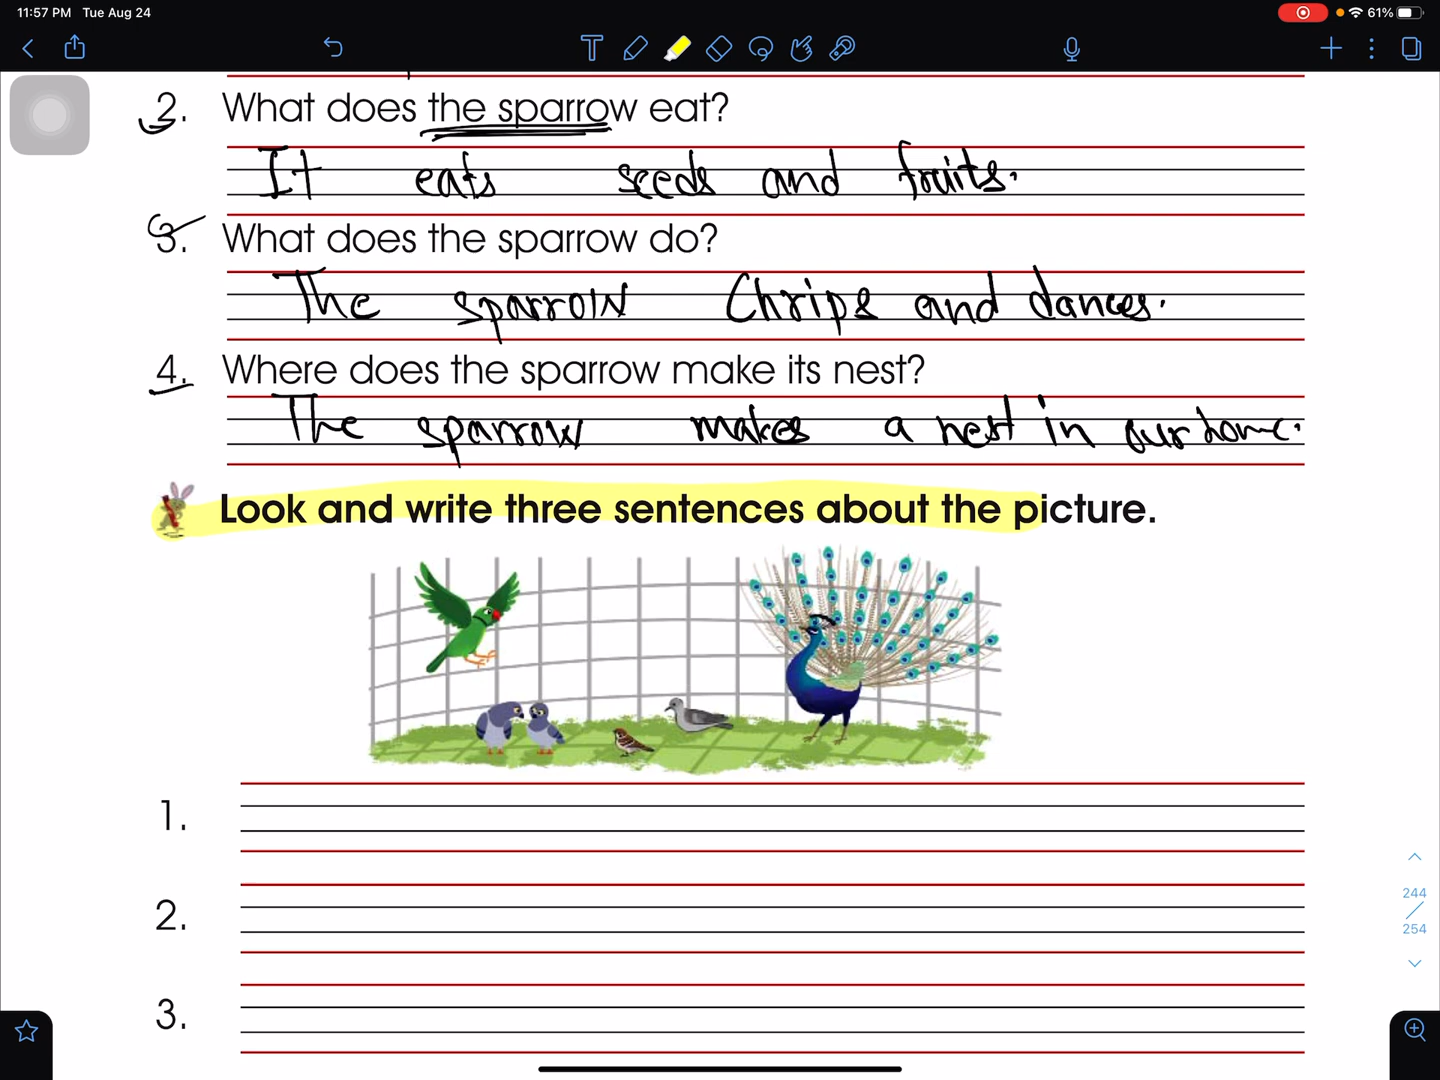 11:57 PM Tue Aug 24
61%
2. What does the sparrow eat?
It eats seeds and fruits.
3. What does the sparrow do?
The sparrow Chrips and dances.
4. Where does the sparrow make its nest?
The sparrow makes a nest in our home.
Look and write three sentences about the picture.
1.
2.
3.
244
254